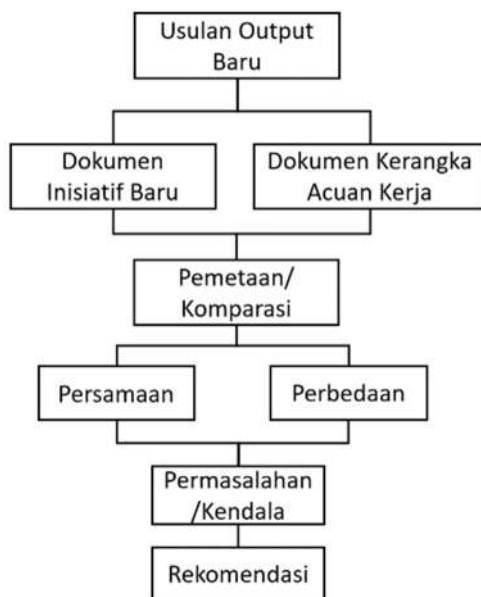 Usulan Output
Baru
Dokumen
Inisiatif Baru
Dokumen Kerangka
Acuan Kerja
Pemetaan/
Komparasi
Persamaan
Perbedaan
Permasalahan
/Kendala
Rekomendasi